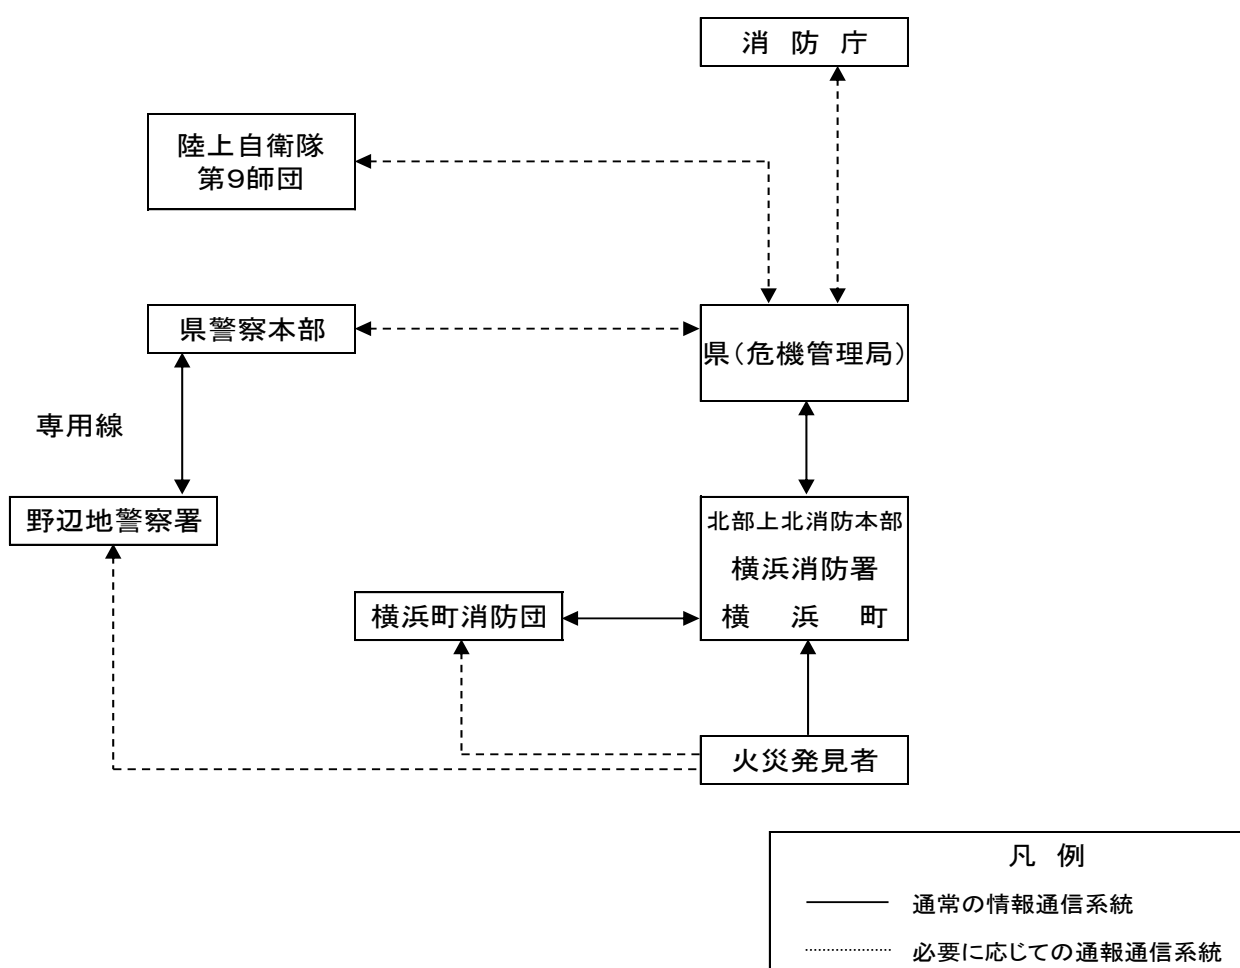 消 防 庁
陸上自衛隊
第9師団
県警察本部
県(危機管理局)
専用線
野辺地警察署
北部上北消防本部
横浜消防署
横 浜 町
横浜町消防団
火災発見者
凡 例
通常の情報通信系統
必要に応じての通報通信系統